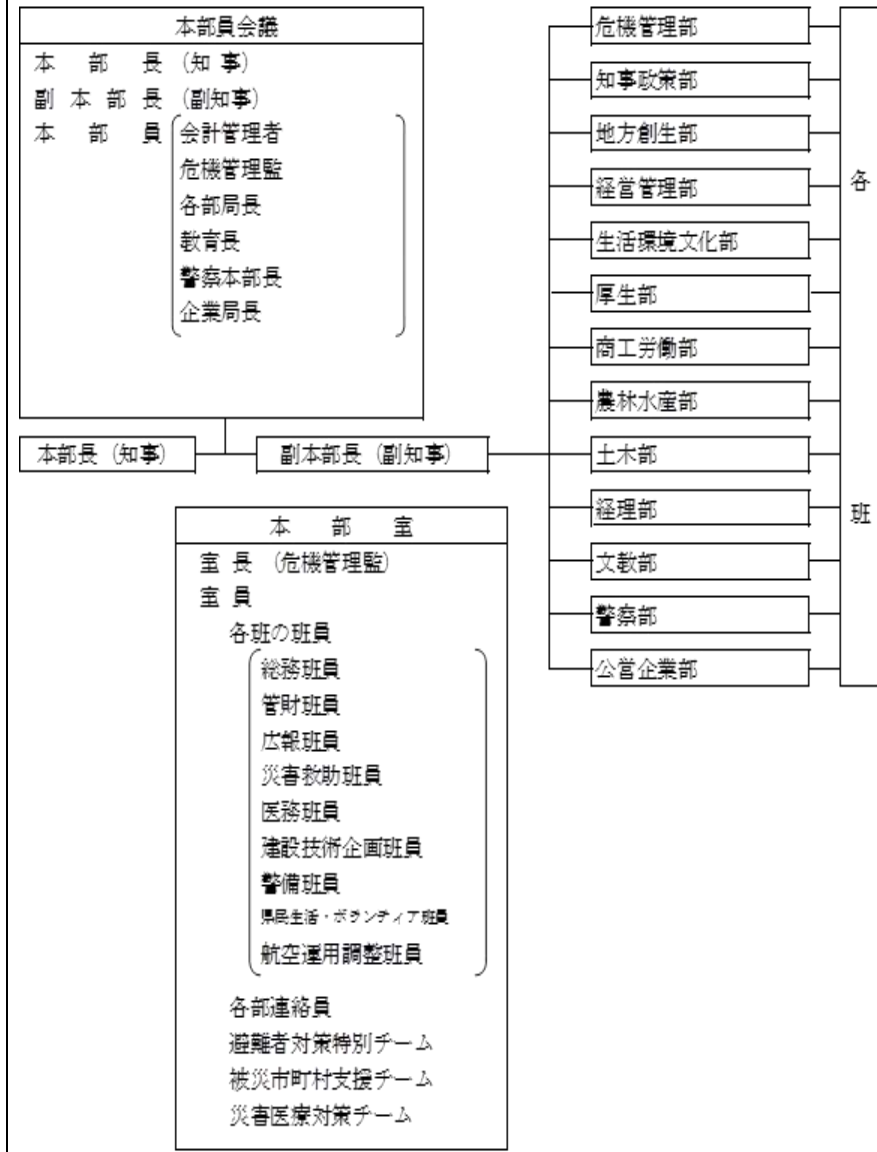 本部員会議
本部長（知事）
副本部長（副知事）
本部員 会計管理者
危機管理監
各部局長
教育長
警察本部長
企業局長
本部長（知事）
副本部長（副知事）
危機管理部
知事政策部
地方創生部
経営管理部
生活環境文化部
厚生部
商工労働部
農林水産部
土木部
経理部
文教部
警察部
公営企業部
各班
本部室
室長（危機管理監）
室員
各班の班員
総務班員
管財班員
広報班員
災害救助班員
医務班員
建設技術企画班員
警備班員
県民生活・ボランティア班員
航空運用調整班員
各部連絡員
避難者対策特別チーム
被災市町村支援チーム
災害医療対策チーム